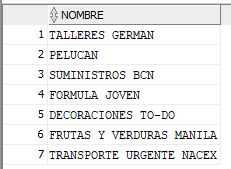 NOMBRE
1 TALLERES GERMAN
2 PELUCAN
3 SUMINISTROS BCN
4 FORMULA JOVEN
5 DECORACIONES TO-DO
6 FRUTAS Y VERDURAS MANILA
7 TRANSPORTE URGENTE NACEX